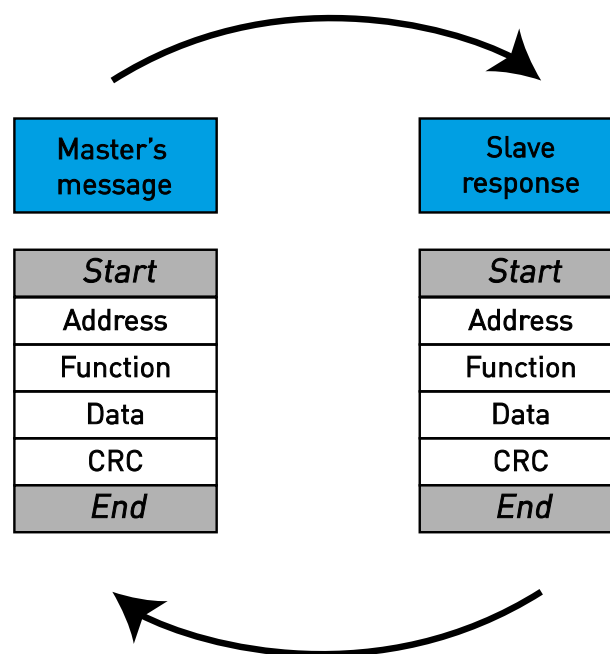 Master's
message
Slave
response
Start
Address
Function
Data
CRC
End
Start
Address
Function
Data
CRC
End